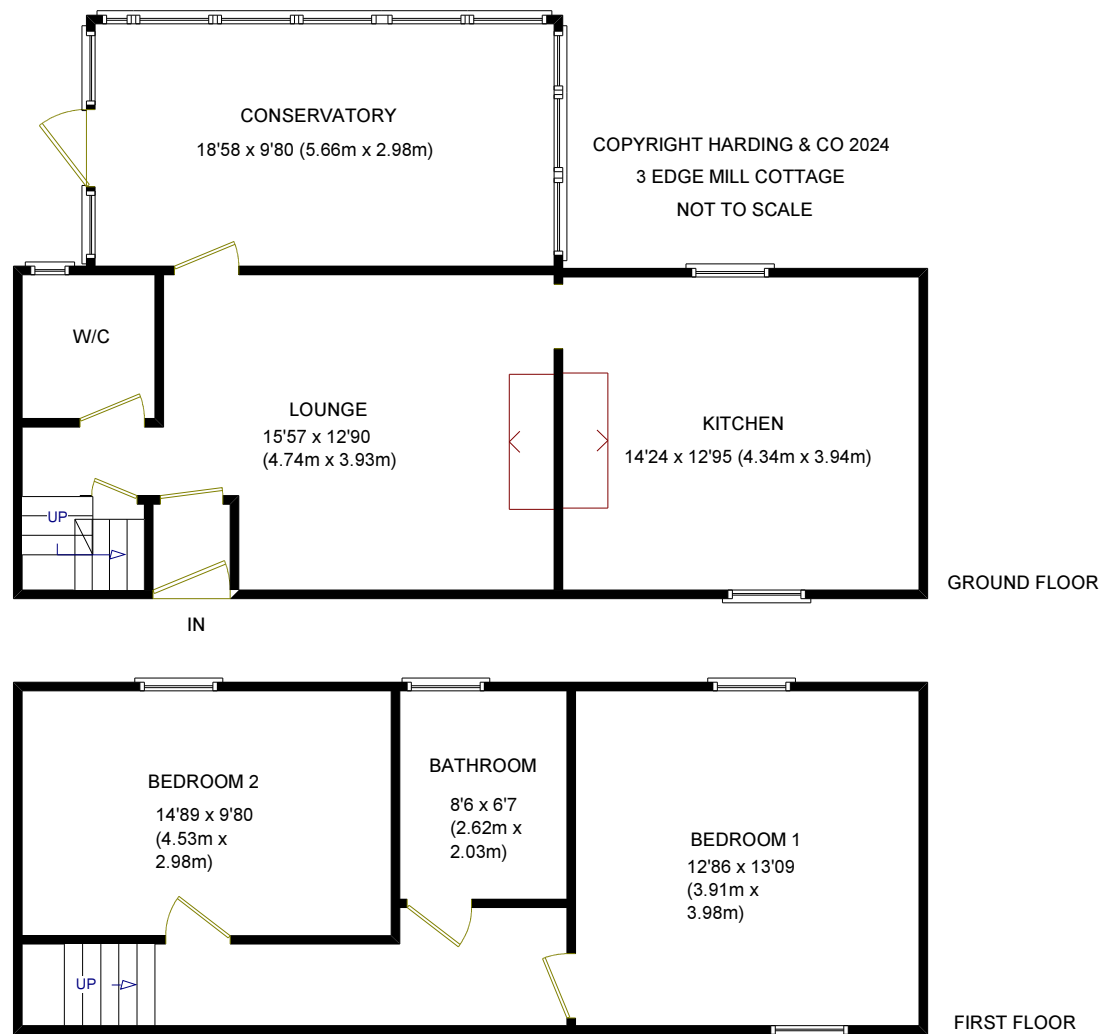 CONSERVATORY
18'58 x 9'80 (5.66m x 2.98m)
COPYRIGHT HARDING & CO 2024
3 EDGE MILL COTTAGE
NOT TO SCALE
W/C
LOUNGE
15'57 x 12'90
(4.74m x 3.93m)
KITCHEN
14'24 x 12'95 (4.34m x 3.94m)
UP
IN
GROUND FLOOR
BEDROOM 2
14'89 x 9'80
(4.53m x
2.98m)
BATHROOM
8'6 x 6'7
(2.62m x
2.03m)
BEDROOM 1
12'86 x 13'09
(3.91m x
3.98m)
UP
FIRST FLOOR